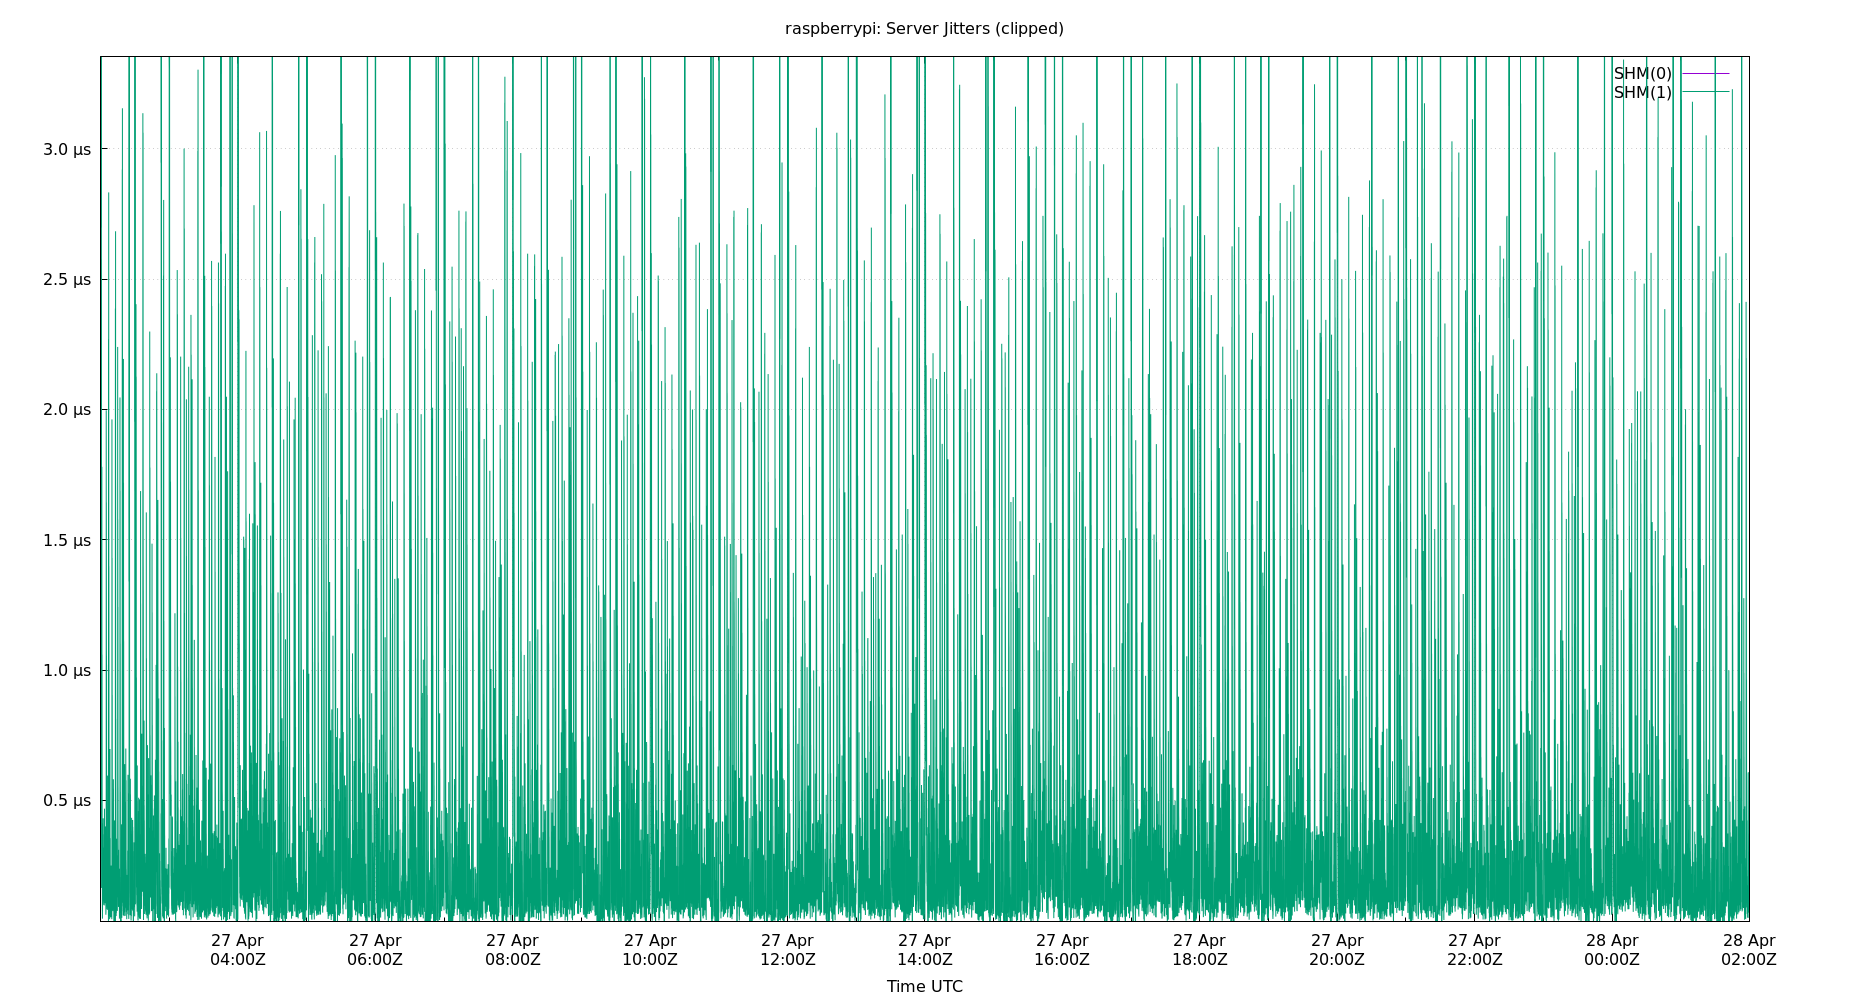 raspberrypi: Server Jitters (clipped)
SHM(0)
SHM(1)
3.0 µs
2.5 µs
2.0 µs
1.5 µs
1.0 µs
0.5 µs
27 Apr 27 Apr 27 Apr 27 Apr 27 Apr 27 Apr 27 Apr 27 Apr 27 Apr 27 Apr 28 Apr 28 Apr
04:00Z 06:00Z 08:00Z 10:00Z 12:00Z 14:00Z 16:00Z 18:00Z 20:00Z 22:00Z 00:00Z 02:00Z
Time UTC